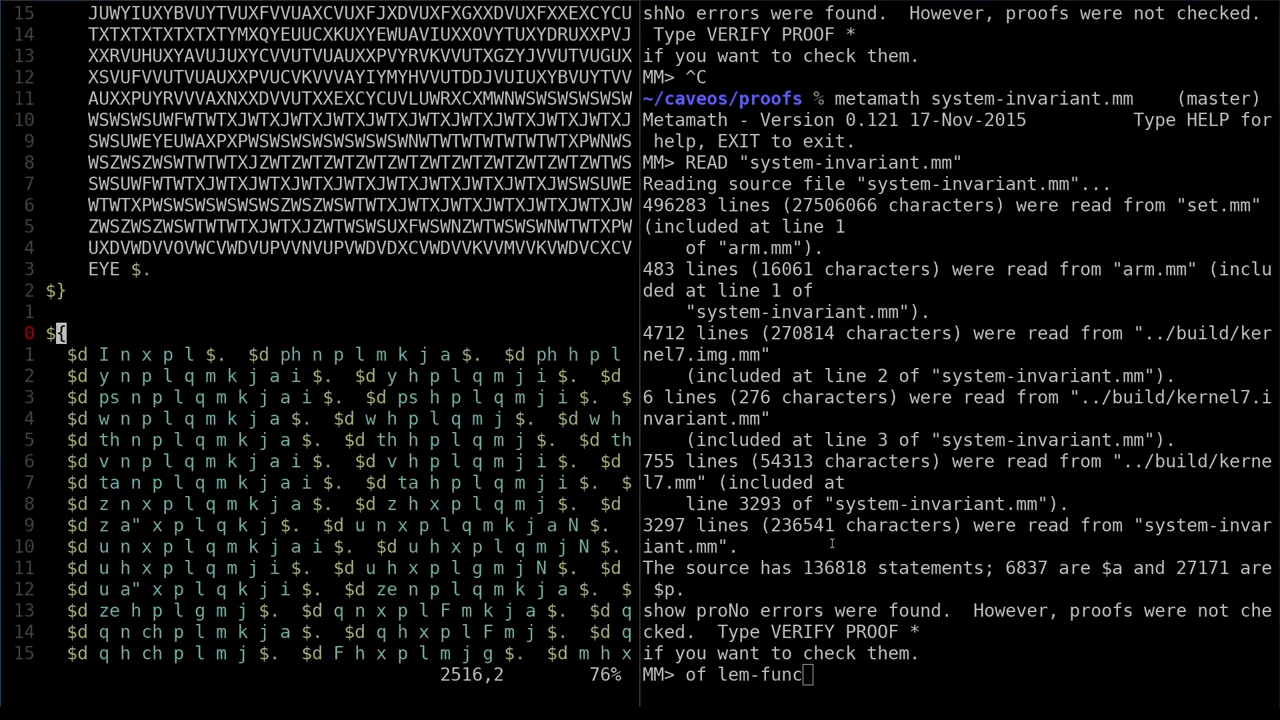 15     JUWYIUXYBVUYTVUXFVVUAXCVUXFJXDVUXFXGXXDVUXFXXEXCYCU
14     TXTXTXTXTXTXTYMXQYEUUCXKUXYEWUAVIUXXOVYTUXYDRUXXPVJ
13     XXRVUHUXYAVUJUXYCVVUTVUAUXXPVYRVKVVUTXGZYJVVUTVUGUX
12     XSVUFVVUTVUAUXXPVUCVKVVVAYIYMYHVVUTDDJVUIUXYBVUYTVV
11     AUXXPUYRVVVAXNXXDVVUTXXEXCYCUVLUWRXCXMWNWSWSWSWSWSW
10     WSWSWSUWFWTWTXJWTXJWTXJWTXJWTXJWTXJWTXJWTXJWTXJWTXJ
9     SWSUWEYEUWAXPXPWSWSWSWSWSWSWSNWTWTWTWTWTWTXPWNWS
8     WSZWSZWSWTWTWTXJZWTZWTZWTZWTZWTZWTZWTZWTZWTZWTZWTWS
7     SWSUWFWTWTXJWTXJWTXJWTXJWTXJWTXJWTXJWTXJWTXJWSWSUWE
6     WTWTXPWSWSWSWSWSWSZWSZWSWTWTXJWTXJWTXJWTXJWTXJWTXJW
5     ZWSZWSZWSWTWTWTXJWTXJZWTWSWSUXFWSWNZWTWSWSWNWTWTXPW
4     UXDVWDVVOVWCVWDVUPVVNVUPVWDVDXCVWDVVKVVMVVKVWDVCXCV
3     EYE $.
2 $}
1
0 ${
1   $d I n x p l $.  $d ph n p l m k j a $.  $d ph h p l
2   $d y n p l q m k j a i $.  $d y h p l q m j i $.  $d
3   $d ps n p l q m k j a i $.  $d ps h p l q m j i $.  $
4   $d w n p l q m k j a $.  $d w h p l q m j $.  $d w h
5   $d th n p l q m k j a $.  $d th h p l q m j $.  $d th
6   $d v n p l q m k j a i $.  $d v h p l q m j i $.  $d
7   $d ta n p l q m k j a i $.  $d ta h p l q m j i $.  $
8   $d z n x p l q m k j a $.  $d z h x p l q m j $.  $d
9   $d z a" x p l q k j $.  $d u n x p l q m k j a N $.
10   $d u n x p l q m k j a i $.  $d u h x p l q m j N $.
11   $d u h x p l q m j i $.  $d u h x p l g m j N $.  $d
12   $d u a" x p l q k j i $.  $d ze n p l q m k j a $.  $
13   $d ze h p l g m j $.  $d q n x p l F m k j a $.  $d q
14   $d q n ch p l m k j a $.  $d q h x p l F m j $.  $d q
15   $d q h ch p l m j $.  $d F h x p l m j g $.  $d m h x
2516,2        76%
shNo errors were found.  However, proofs were not checked.
 Type VERIFY PROOF *
if you want to check them.
MM> ^C
~/caveos/proofs % metamath system-invariant.mm    (master)
Metamath - Version 0.121 17-Nov-2015          Type HELP for
 help, EXIT to exit.
MM> READ "system-invariant.mm"
Reading source file "system-invariant.mm"...
496283 lines (27506066 characters) were read from "set.mm"
(included at line 1
    of "arm.mm").
483 lines (16061 characters) were read from "arm.mm" (inclu
ded at line 1 of
    "system-invariant.mm").
4712 lines (270814 characters) were read from "../build/ker
nel7.img.mm"
    (included at line 2 of "system-invariant.mm").
6 lines (276 characters) were read from "../build/kernel7.i
nvariant.mm"
    (included at line 3 of "system-invariant.mm").
755 lines (54313 characters) were read from "../build/kerne
l7.mm" (included at
    line 3293 of "system-invariant.mm").
3297 lines (236541 characters) were read from "system-invar
iant.mm".
The source has 136818 statements; 6837 are $a and 27171 are
 $p.
show proNo errors were found.  However, proofs were not che
cked.  Type VERIFY PROOF *
if you want to check them.
MM> of lem-func